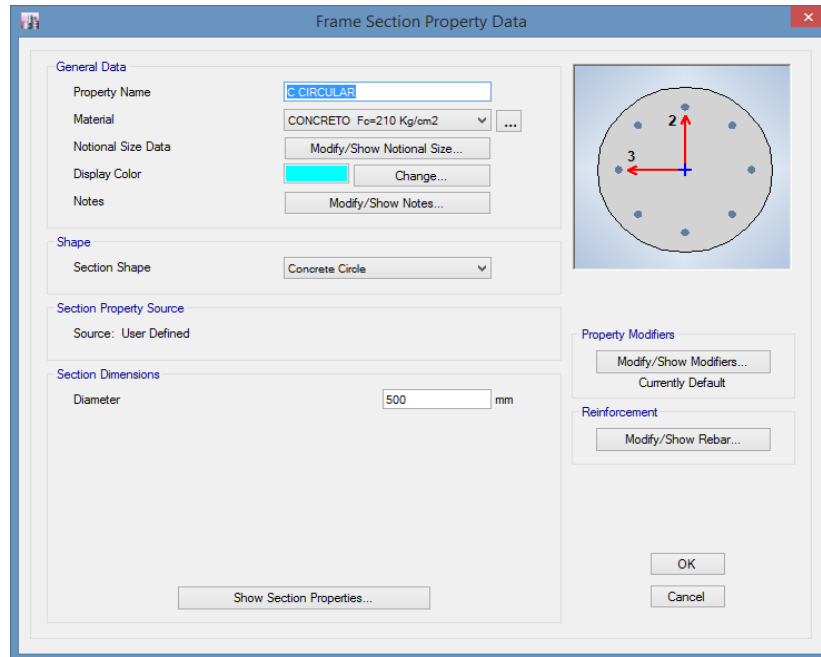 Frame Section Property Data
General Data
Property Name C CIRCULAR
Material CONCRETO Fc=210 Kg/cm2 ...
Notional Size Data Modify/Show Notional Size...
Display Color Change...
Notes Modify/Show Notes...
2
3
Shape
Section Shape Concrete Circle
Section Property Source
Source: User Defined
Property Modifiers
Modify/Show Modifiers...
Currently Default
Section Dimensions
Diameter 500 mm
Reinforcement
Modify/Show Rebar...
Show Section Properties...
OK
Cancel